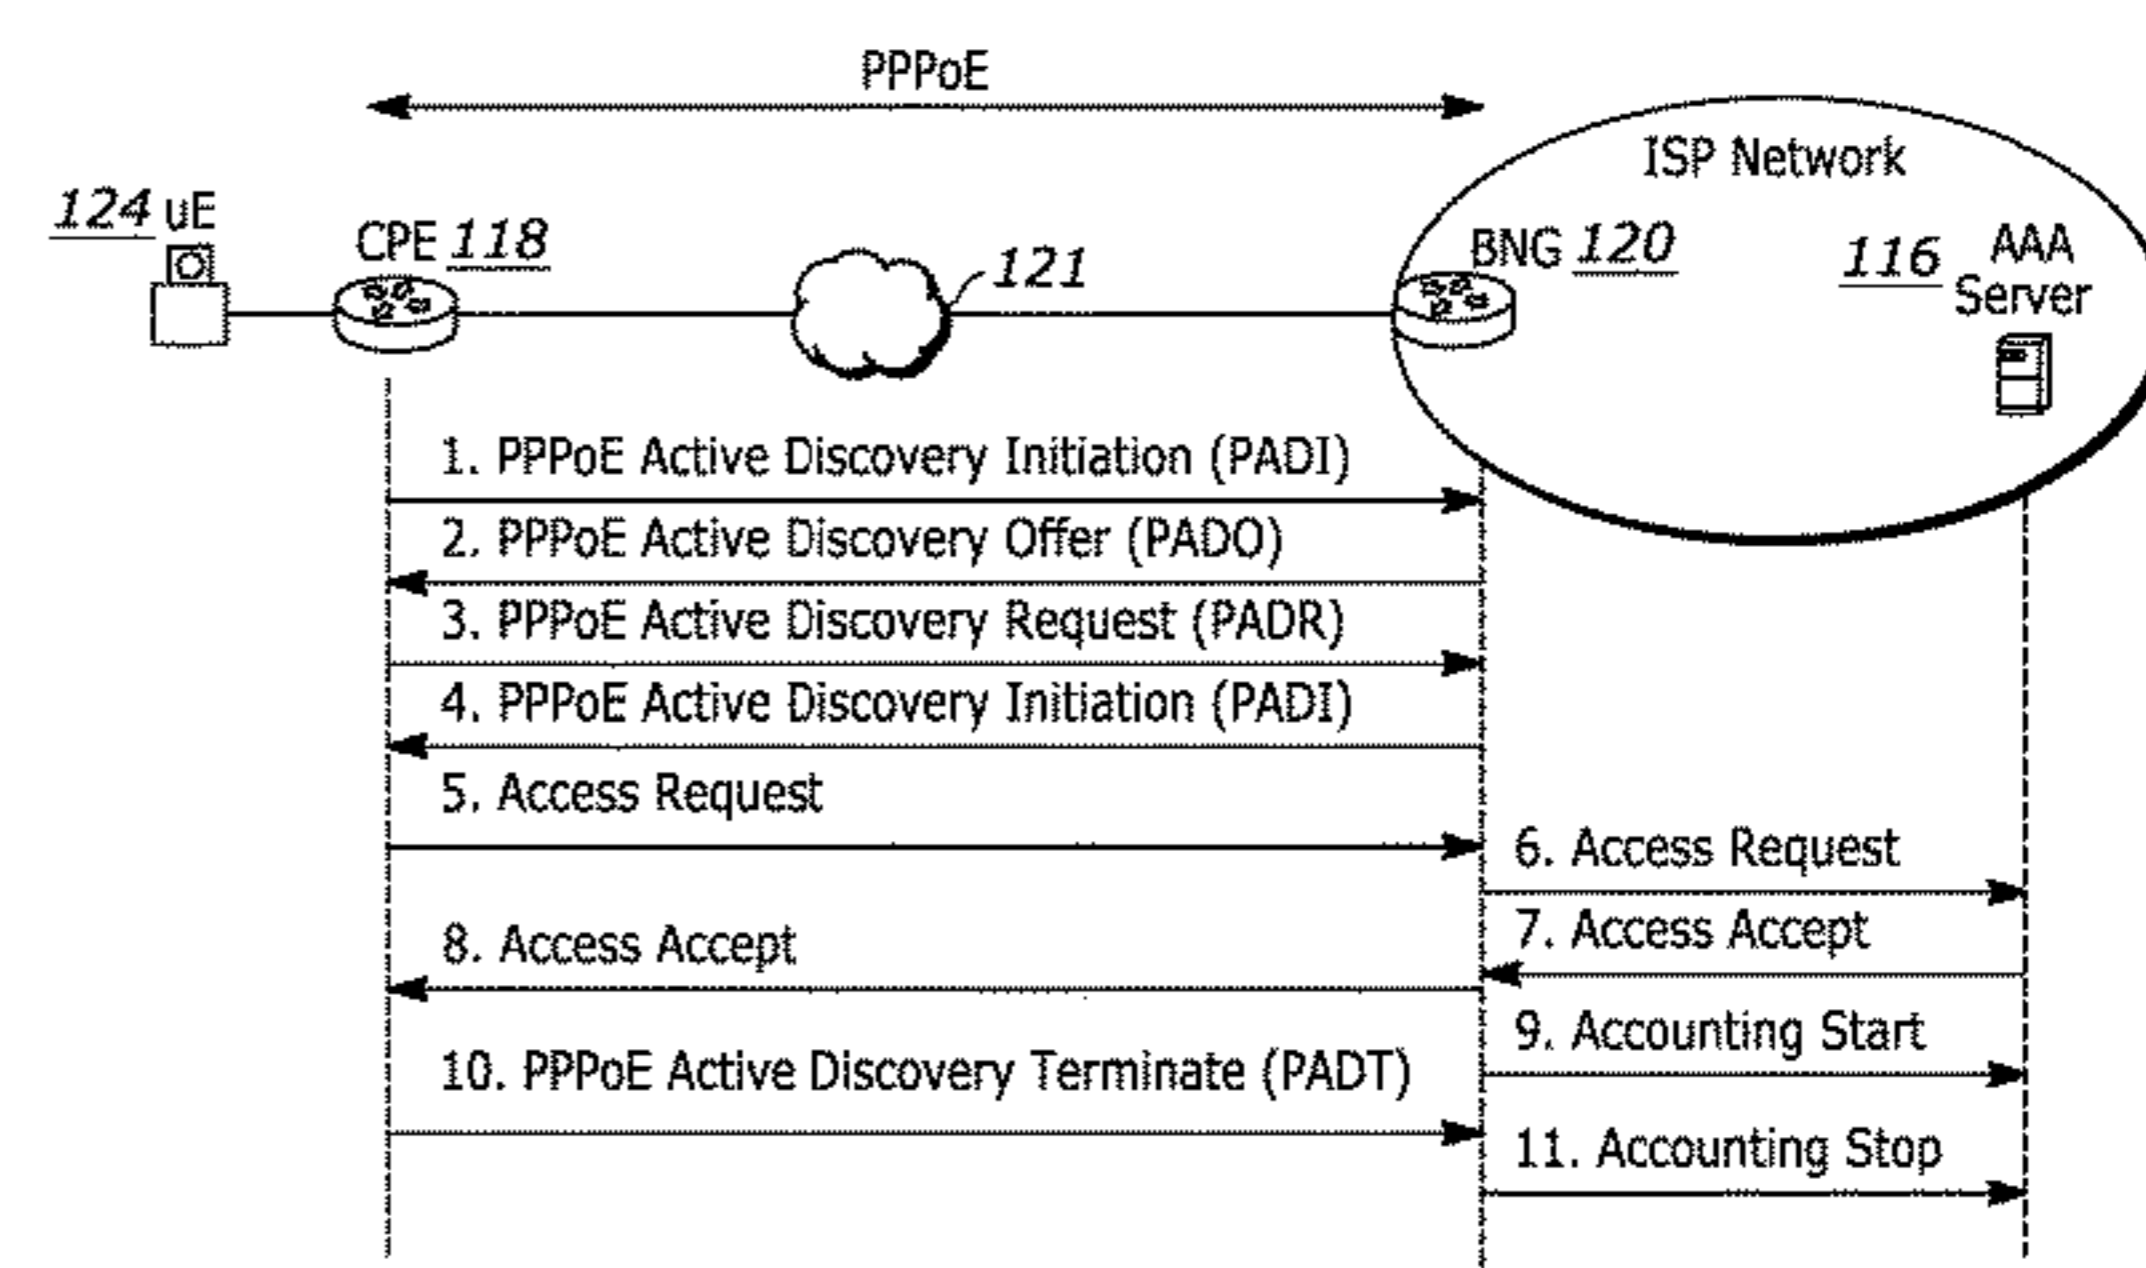 PPPoE
ISP Network
124 uE
CPE 118
121
BNG 120
116 AAA
Server
1. PPPoE Active Discovery Initiation (PADI)
2. PPPoE Active Discovery Offer (PADO)
3. PPPoE Active Discovery Request (PADR)
4. PPPoE Active Discovery Initiation (PADI)
5. Access Request
6. Access Request
7. Access Accept
8. Access Accept
9. Accounting Start
10. PPPoE Active Discovery Terminate (PADT)
11. Accounting Stop